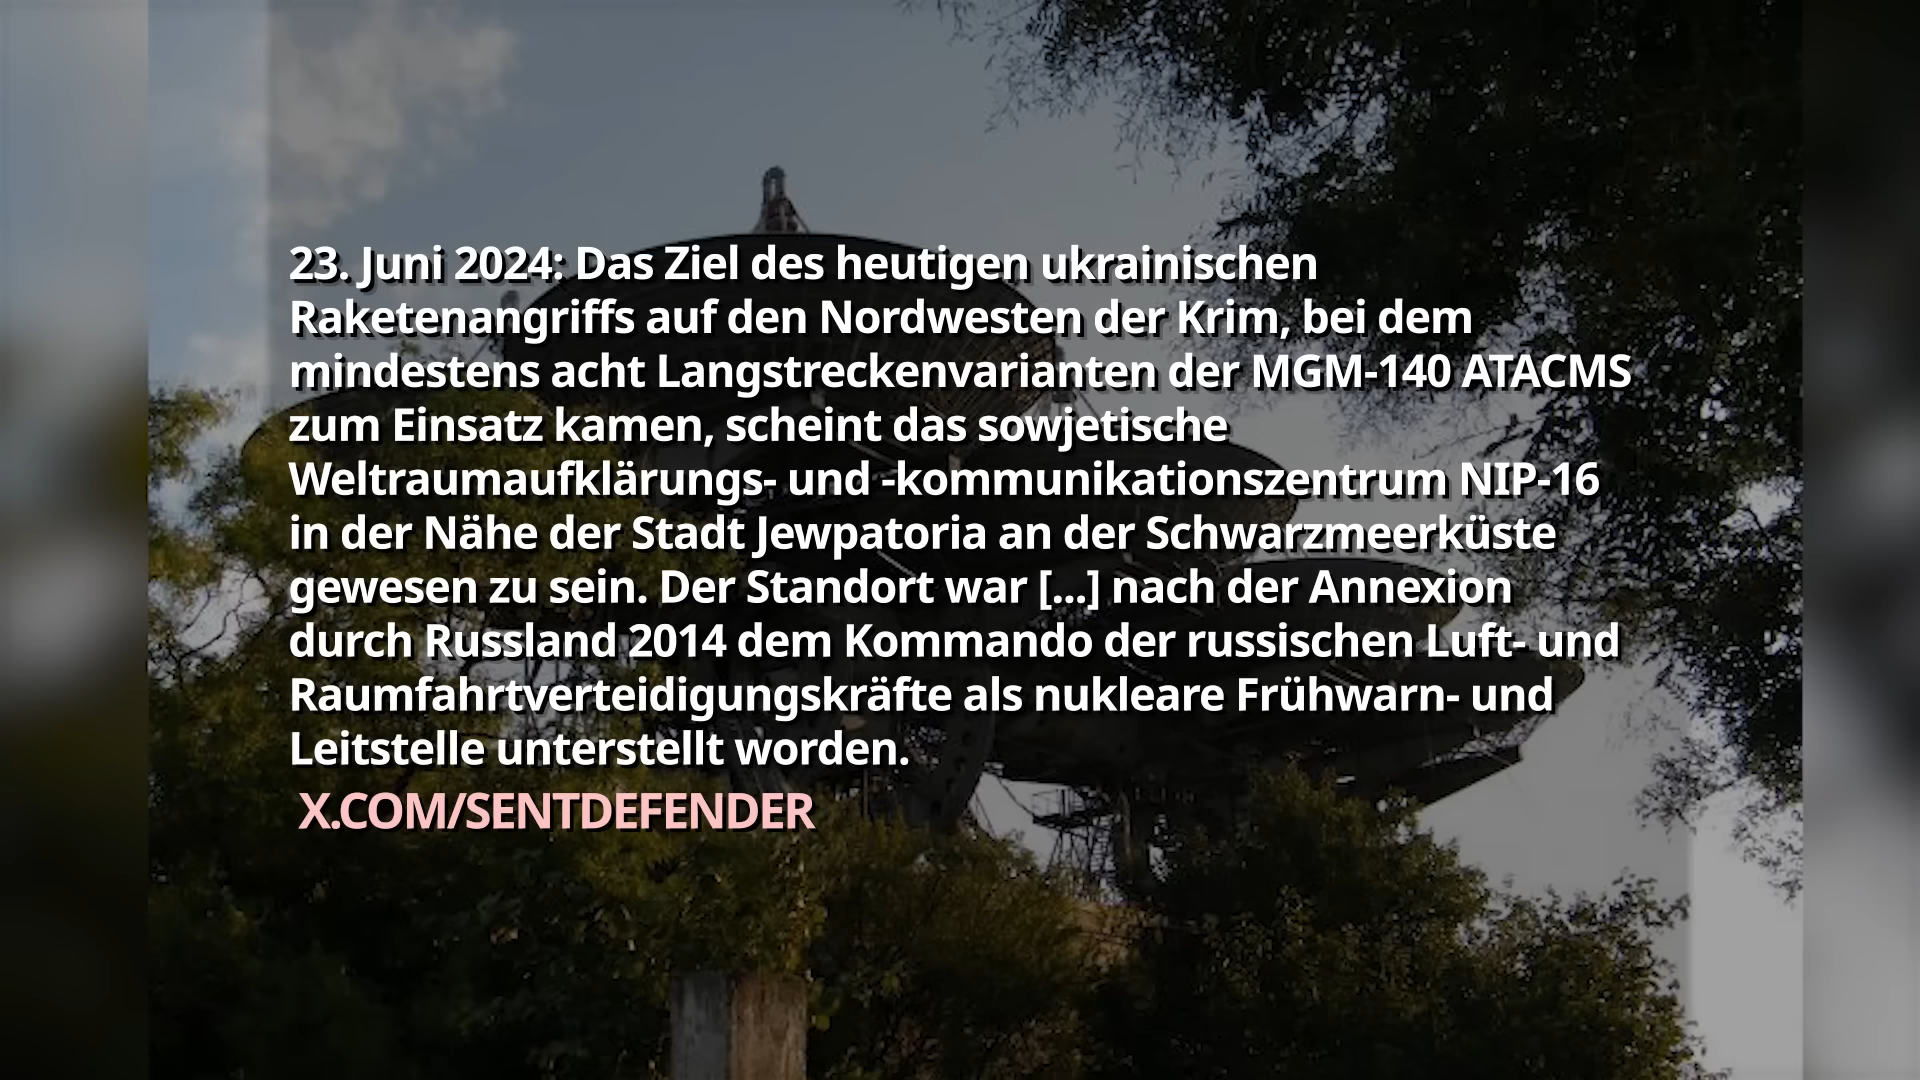 23. Juni 2024: Das Ziel des heutigen ukrainischen
Raketenangriffs auf den Nordwesten der Krim, bei dem
mindestens acht Langstreckenvarianten der MGM-140 ATACMS
zum Einsatz kamen, scheint das sowjetische
Weltraumaufklärungs- und -kommunikationszentrum NIP-16
in der Nähe der Stadt Jewpatoria an der Schwarzmeerküste
gewesen zu sein. Der Standort war [...] nach der Annexion
durch Russland 2014 dem Kommando der russischen Luft- und
Raumfahrtverteidigungskräfte als nukleare Frühwarn- und
Leitstelle unterstellt worden.
X.COM/SENTDEFENDER